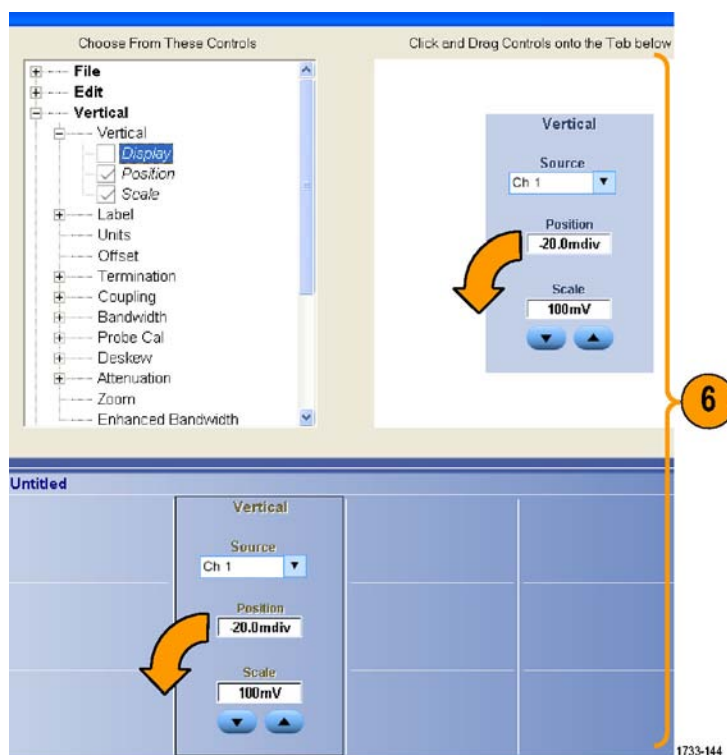 Choose From These Controls
Click and Drag Controls onto the Tab below
File
Edit
Vertical
Vertical
Display
Position
Scale
Label
Units
Offset
Termination
Coupling
Bandwidth
Probe Cal
Deskew
Attenuation
Zoom
Enhanced Bandwidth
Vertical
Source
Ch 1
Position
-20.0mdiv
Scale
100mV
6
Untitled
Vertical
Source
Ch 1
Position
-20.0mdiv
Scale
100mV
1733-144